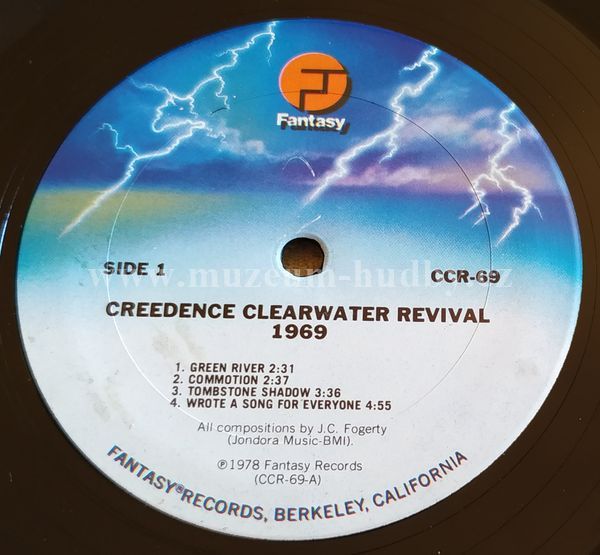 Fantasy
SIDE 1
CCR-69
www.muzeum-hudby.cz
CREEDENCE CLEARWATER REVIVAL
1969
1. GREEN RIVER 2:31
2. COMMOTION 2:37
3. TOMBSTONE SHADOW 3:36
4. WROTE A SONG FOR EVERYONE 4:55
All compositions by J.C. Fogerty
(Jondora Music-BMI).
℗ 1978 Fantasy Records
(CCR-69-A)
FANTASY® RECORDS, BERKELEY, CALIFORNIA